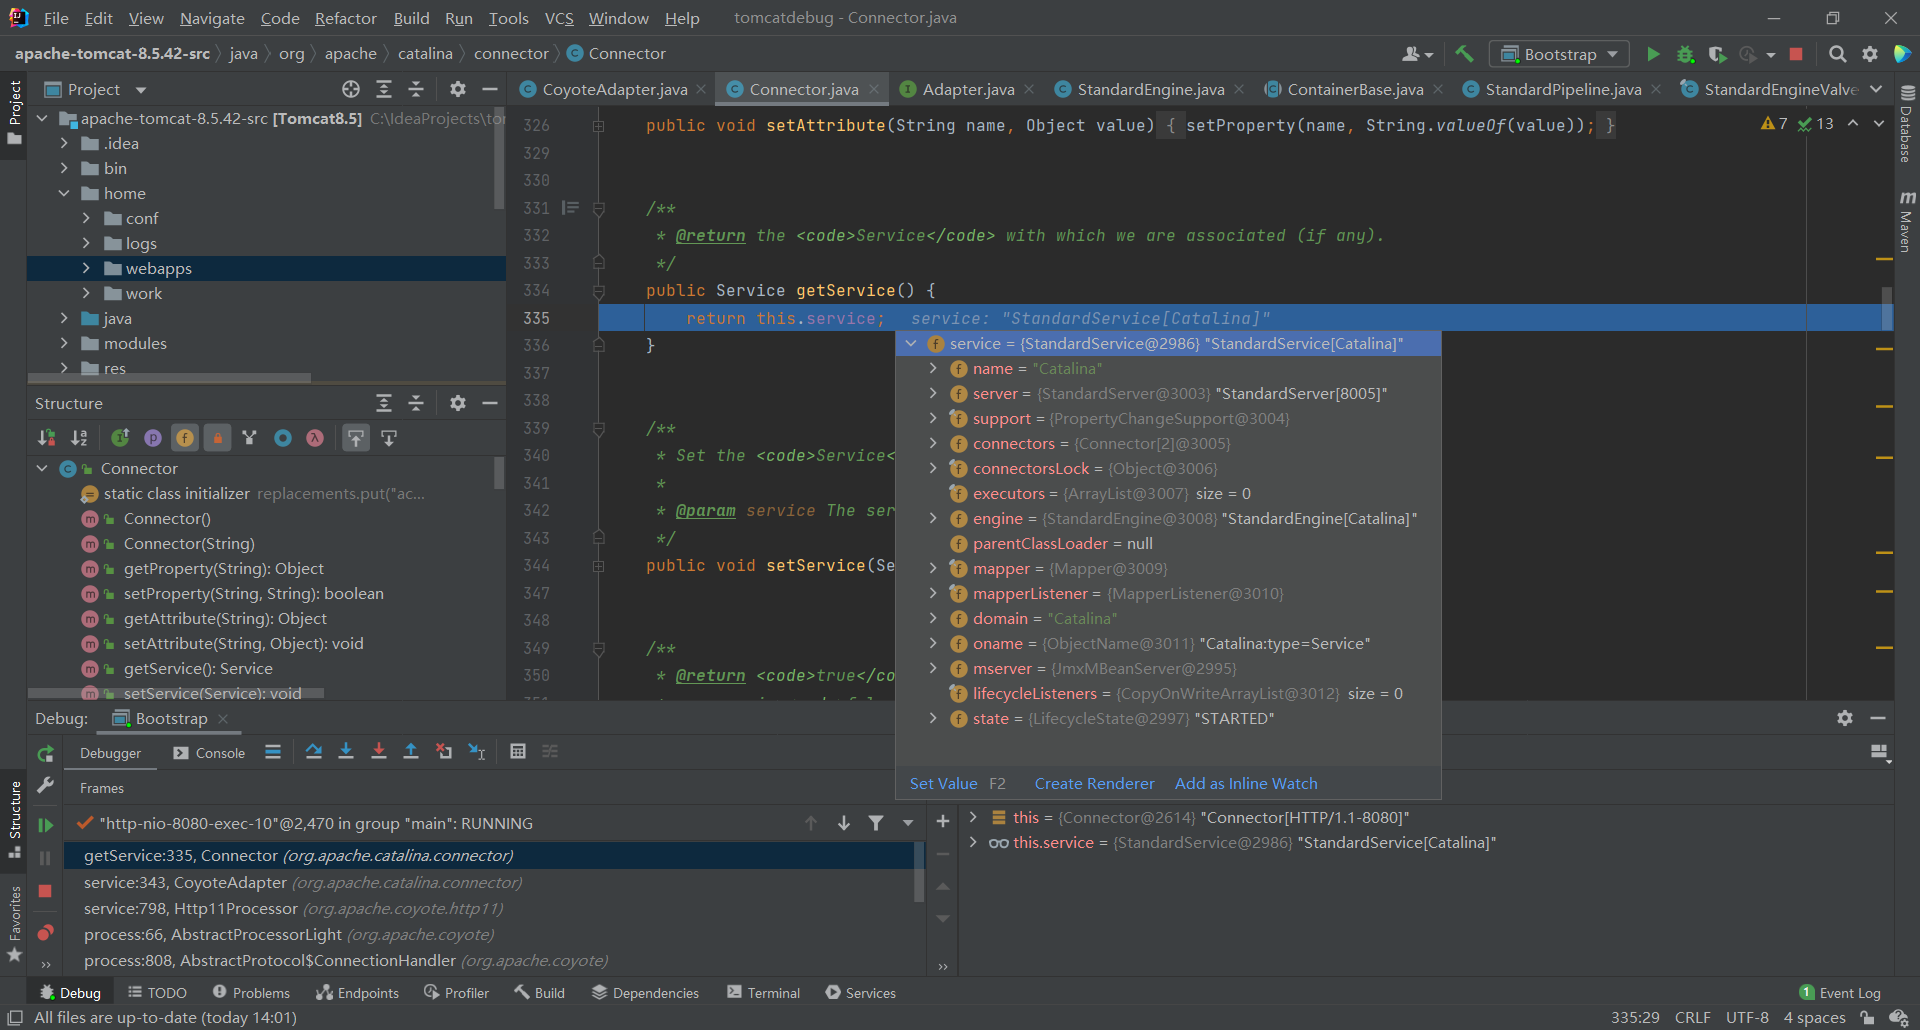 File Edit View Navigate Code Refactor Build Run Tools VCS Window Help tomcatdebug - Connector.java
apache-tomcat-8.5.42-src java org apache catalina connector Connector
Bootstrap
Project
CoyoteAdapter.java Connector.java Adapter.java StandardEngine.java ContainerBase.java StandardPipeline.java StandardEngineValve
Project
apache-tomcat-8.5.42-src [Tomcat8.5] C:\IdeaProjects\tor
.idea
bin
home
conf
logs
webapps
work
java
modules
res
7 13
326 public void setAttribute(String name, Object value) { setProperty(name, String.valueOf(value)); }
329
330
331 /**
332 * @return the <code>Service</code> with which we are associated (if any).
333 */
334 public Service getService() {
335 return this.service; service: "StandardService[Catalina]"
336 }
337
338
339 /**
340 * Set the <code>Service<
341 *
342 * @param service The ser
343 */
344 public void setService(Se
347
348
349 /**
350 * @return <code>true</co
service = {StandardService@2986} "StandardService[Catalina]"
name = "Catalina"
server = {StandardServer@3003} "StandardServer[8005]"
support = {PropertyChangeSupport@3004}
connectors = {Connector[2]@3005}
connectorsLock = {Object@3006}
executors = {ArrayList@3007} size = 0
engine = {StandardEngine@3008} "StandardEngine[Catalina]"
parentClassLoader = null
mapper = {Mapper@3009}
mapperListener = {MapperListener@3010}
domain = "Catalina"
oname = {ObjectName@3011} "Catalina:type=Service"
mserver = {JmxMBeanServer@2995}
lifecycleListeners = {CopyOnWriteArrayList@3012} size = 0
state = {LifecycleState@2997} "STARTED"
Set Value F2 Create Renderer Add as Inline Watch
Database
Maven
Structure
Connector
static class initializer replacements.put("ac...
Connector()
Connector(String)
getProperty(String): Object
setProperty(String, String): boolean
getAttribute(String): Object
setAttribute(String, Object): void
getService(): Service
setService(Service): void
Debug: Bootstrap
Debugger Console
Frames
"http-nio-8080-exec-10"@2,470 in group "main": RUNNING
getService:335, Connector (org.apache.catalina.connector)
service:343, CoyoteAdapter (org.apache.catalina.connector)
service:798, Http11Processor (org.apache.coyote.http11)
process:66, AbstractProcessorLight (org.apache.coyote)
process:808, AbstractProtocol$ConnectionHandler (org.apache.coyote)
this = {Connector@2614} "Connector[HTTP/1.1-8080]"
this.service = {StandardService@2986} "StandardService[Catalina]"
Structure
Favorites
Debug TODO Problems Endpoints Profiler Build Dependencies Terminal Services 1 Event Log
All files are up-to-date (today 14:01) 335:29 CRLF UTF-8 4 spaces